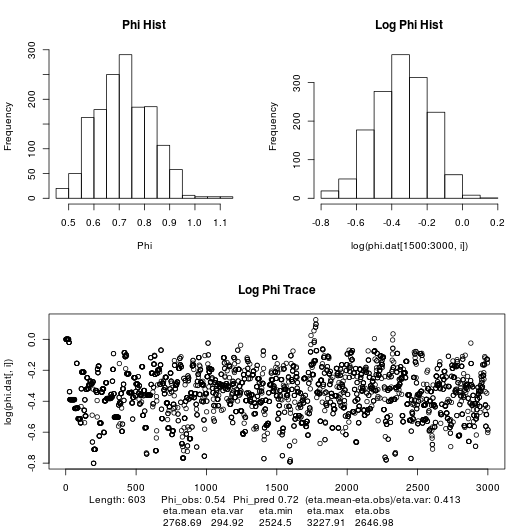 Phi Hist
Log Phi Hist
Frequency
0 50 100 200 300
0.5 0.6 0.7 0.8 0.9 1.0 1.1
Phi
Frequency
0 100 200 300
-0.8 -0.6 -0.4 -0.2 0.0 0.2
log(phi.dat[1500:3000, i])
Log Phi Trace
log(phi.dat[, i])
0.0 -0.2 -0.4 -0.6 -0.8
0 500 1000 1500 2000 2500 3000
Length: 603 Phi_obs: 0.54 Phi_pred 0.72 (eta.mean-eta.obs)/eta.var: 0.413
eta.mean eta.var eta.min eta.max eta.obs
2768.69 294.92 2524.5 3227.91 2646.98